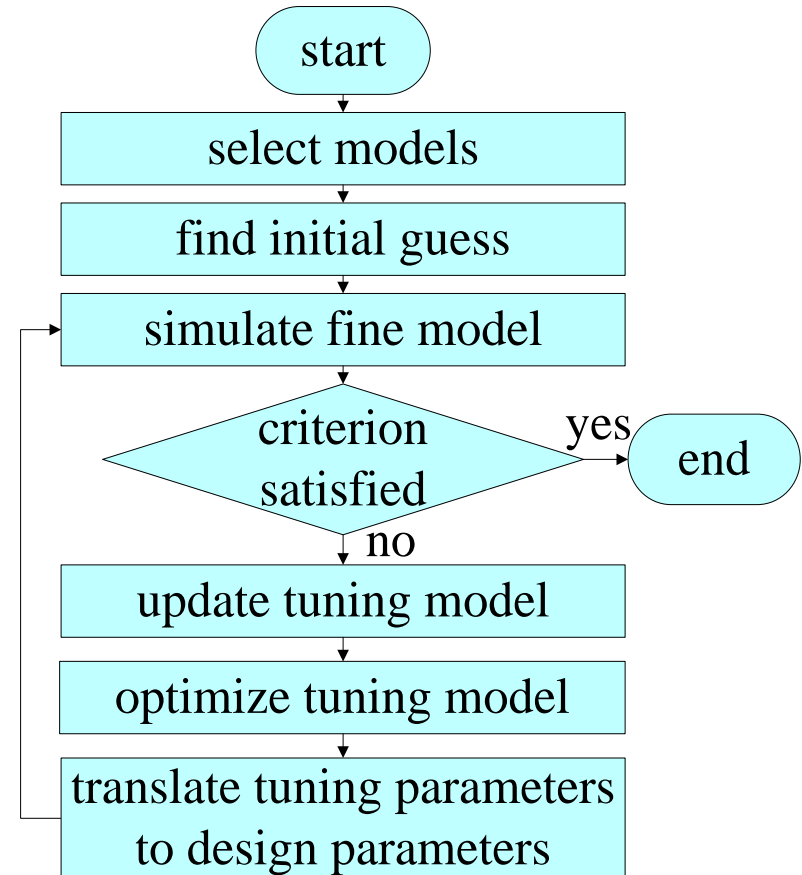 start
select models
find initial guess
simulate fine model
criterion
satisfied
yes
end
no
update tuning model
optimize tuning model
translate tuning parameters
to design parameters